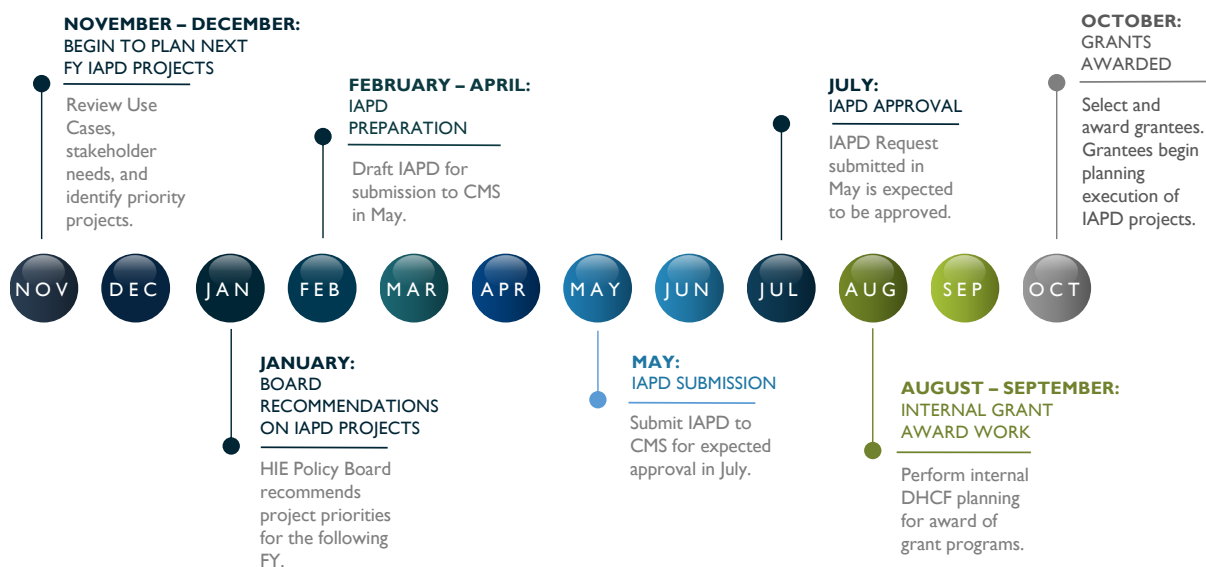 NOVEMBER – DECEMBER:
BEGIN TO PLAN NEXT
FY IAPD PROJECTS
Review Use
Cases,
stakeholder
needs, and
identify priority
projects.
FEBRUARY – APRIL:
IAPD
PREPARATION
Draft IAPD for
submission to CMS
in May.
JULY:
IAPD APPROVAL
IAPD Request
submitted in
May is expected
to be approved.
OCTOBER:
GRANTS
AWARDED
Select and
award grantees.
Grantees begin
planning
execution of
IAPD projects.
NOV
DEC
JAN
FEB
MAR
APR
MAY
JUN
JUL
AUG
SEP
OCT
JANUARY:
BOARD
RECOMMENDATIONS
ON IAPD PROJECTS
HIE Policy Board
recommends
project priorities
for the following
FY.
MAY:
IAPD SUBMISSION
Submit IAPD to
CMS for expected
approval in July.
AUGUST – SEPTEMBER:
INTERNAL GRANT
AWARD WORK
Perform internal
DHCF planning
for award of
grant programs.